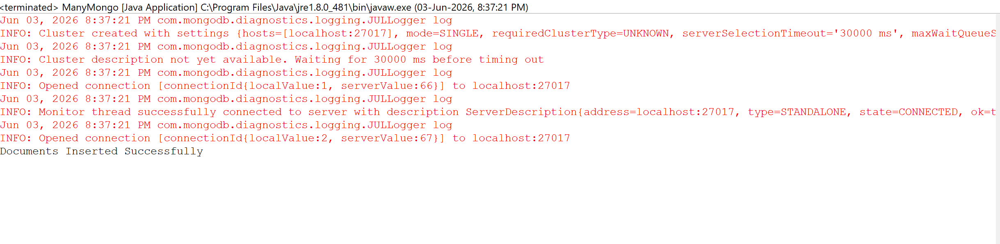 <terminated> ManyMongo [Java Application] C:\Program Files\Java\jre1.8.0_481\bin\javaw.exe (03-Jun-2026, 8:37:21 PM)
Jun 03, 2026 8:37:21 PM com.mongodb.diagnostics.logging.JULLogger log
INFO: Cluster created with settings {hosts=[localhost:27017], mode=SINGLE, requiredClusterType=UNKNOWN, serverSelectionTimeout='30000 ms', maxWaitQueueS
Jun 03, 2026 8:37:21 PM com.mongodb.diagnostics.logging.JULLogger log
INFO: Cluster description not yet available. Waiting for 30000 ms before timing out
Jun 03, 2026 8:37:21 PM com.mongodb.diagnostics.logging.JULLogger log
INFO: Opened connection [connectionId{localValue:1, serverValue:66}] to localhost:27017
Jun 03, 2026 8:37:21 PM com.mongodb.diagnostics.logging.JULLogger log
INFO: Monitor thread successfully connected to server with description ServerDescription{address=localhost:27017, type=STANDALONE, state=CONNECTED, ok=t
Jun 03, 2026 8:37:21 PM com.mongodb.diagnostics.logging.JULLogger log
INFO: Opened connection [connectionId{localValue:2, serverValue:67}] to localhost:27017
Documents Inserted Successfully